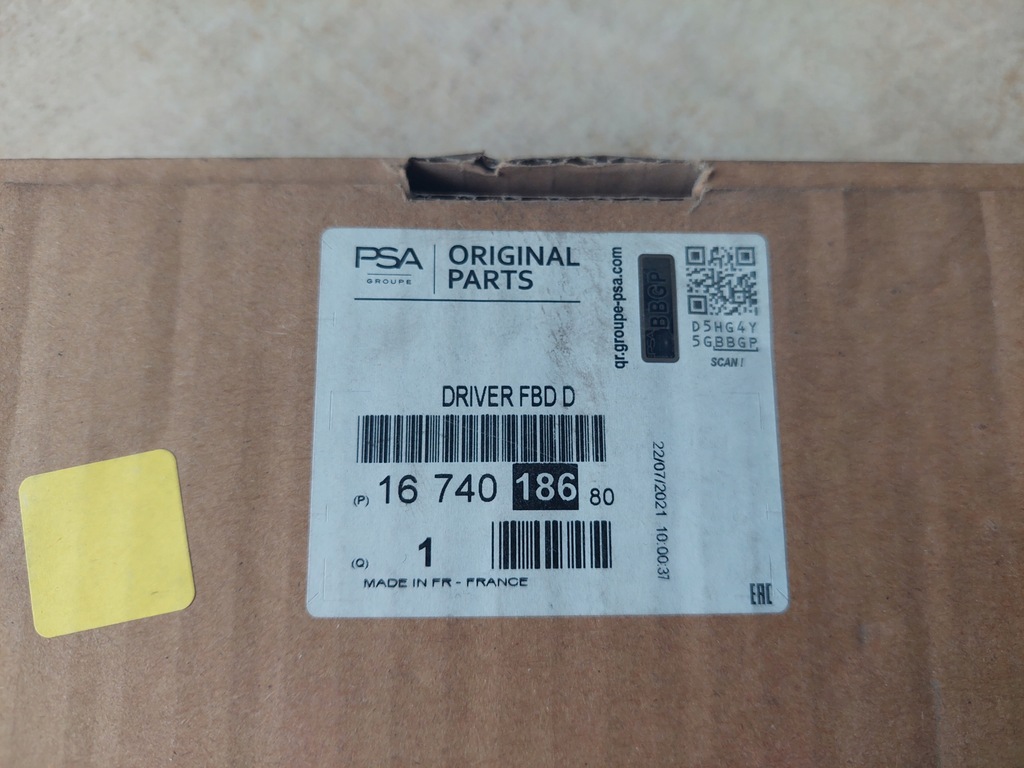 PSA
GROUPE
ORIGINAL
PARTS
qr.groupe-psa.com
BBGP
D5HG4Y
5GBBGP
SCAN !
DRIVER FBD D
(P) 16 740 186 80
22/07/2021 10:00:37
(Q) 1
MADE IN FR - FRANCE
EAC